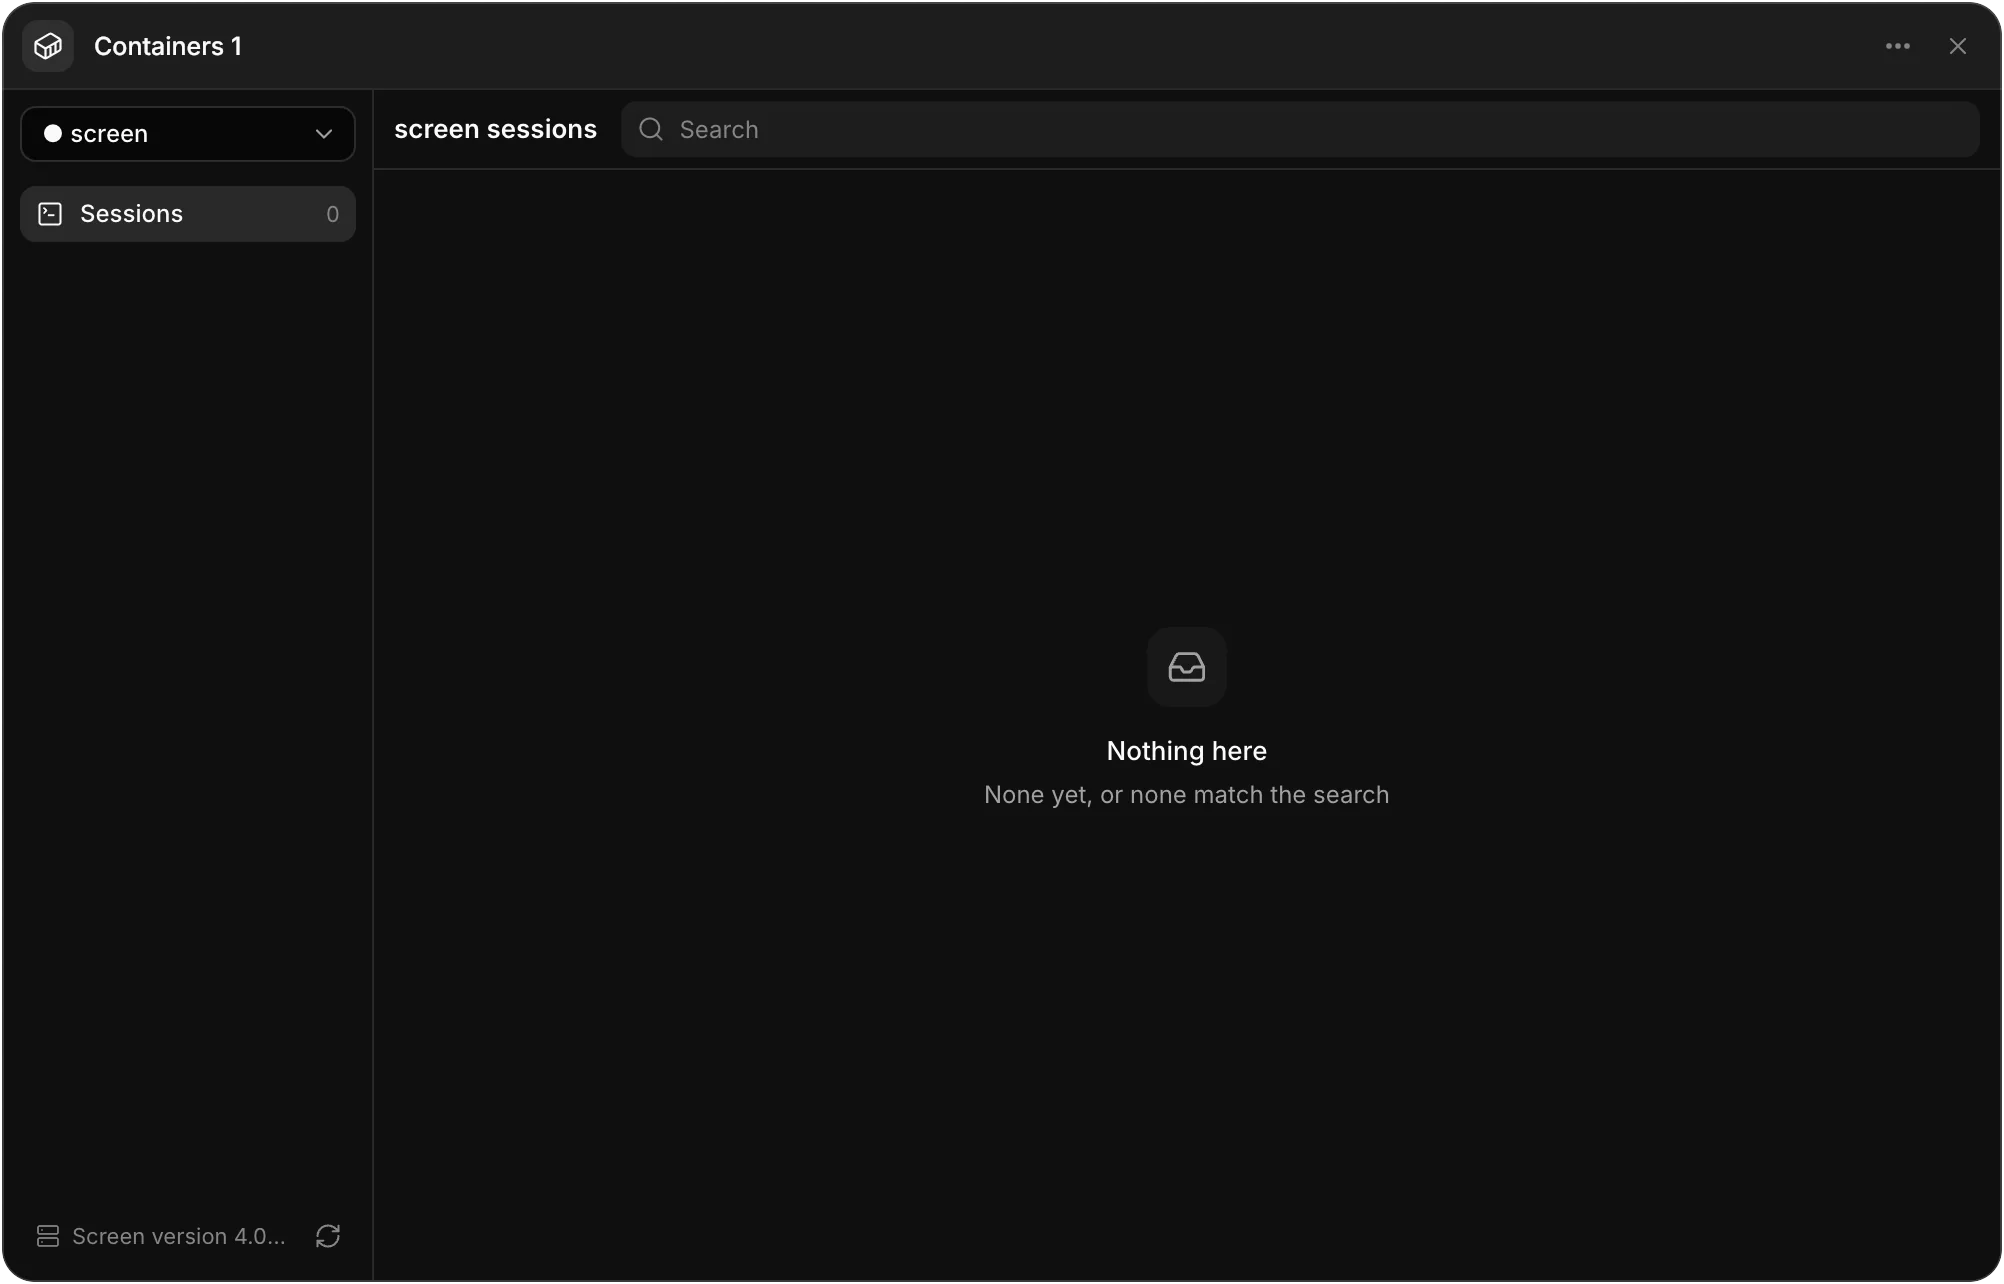 Containers 1
screen
screen sessions
Search
Sessions
0
Nothing here
None yet, or none match the search
Screen version 4.0...